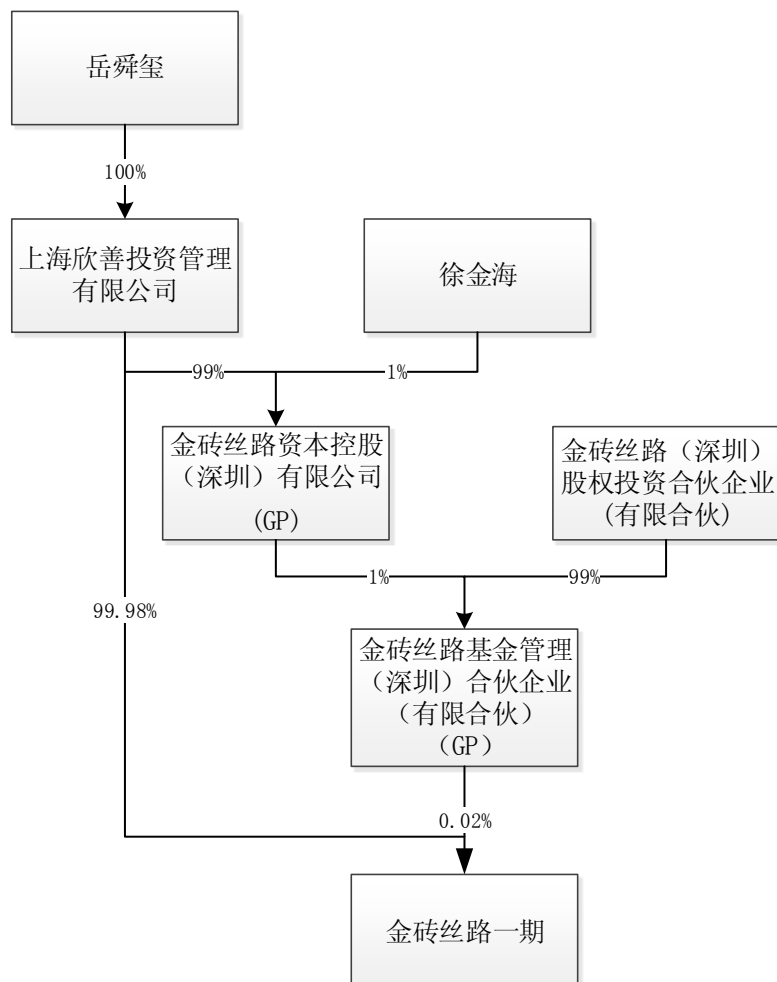 岳舜玺
100%
上海欣善投资管理
有限公司
徐金海
99%
1%
金砖丝路资本控股
（深圳）有限公司
(GP)
金砖丝路（深圳）
股权投资合伙企业
(有限合伙)
1%
99%
99.98%
金砖丝路基金管理
（深圳）合伙企业
（有限合伙）
（GP）
0.02%
金砖丝路一期